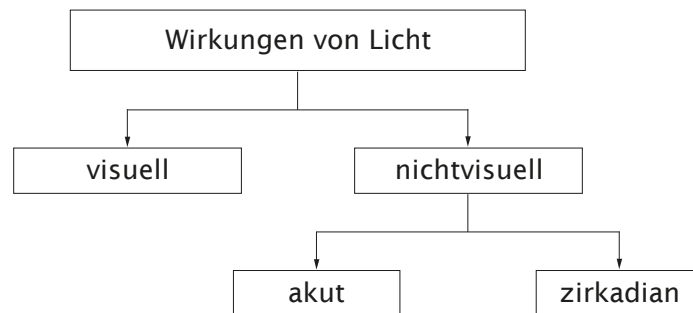 Wirkungen von Licht
visuell
nichtvisuell
akut
zirkadian